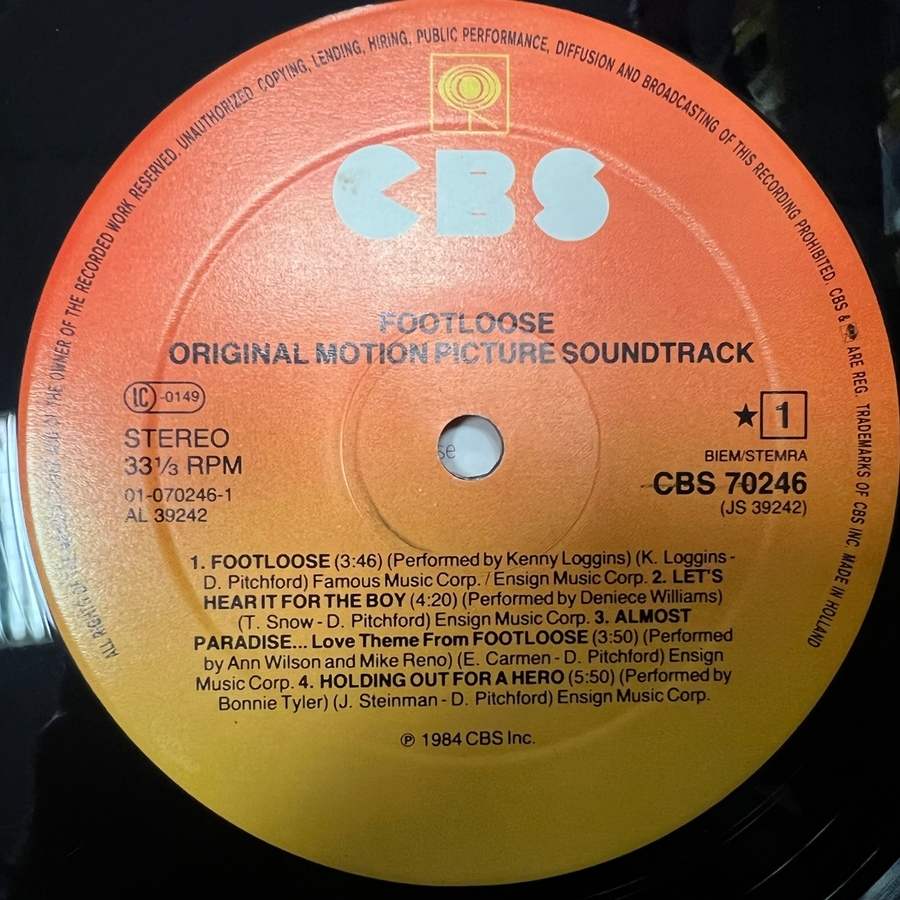 ALL RIGHTS OF
OF THE OWNER OF THE RECORDED WORK RESERVED. UNAUTHORIZED COPYING, LENDING, HIRING, PUBLIC PERFORMANCE, DIFFUSION AND BROADCASTING OF THIS RECORDING PROHIBITED. CBS & ARE REG. TRADEMARKS OF CBS INC. MADE IN HOLLAND
CBS
FOOTLOOSE
ORIGINAL MOTION PICTURE SOUNDTRACK
LC -0149
STEREO
33⅓ RPM
01-070246-1
AL 39242
★ 1
BIEM/STEMRA
CBS 70246
(JS 39242)
se
1. FOOTLOOSE (3:46) (Performed by Kenny Loggins) (K. Loggins -
D. Pitchford) Famous Music Corp. / Ensign Music Corp. 2. LET'S
HEAR IT FOR THE BOY (4:20) (Performed by Deniece Williams)
(T. Snow - D. Pitchford) Ensign Music Corp. 3. ALMOST
PARADISE... Love Theme From FOOTLOOSE (3:50) (Performed
by Ann Wilson and Mike Reno) (E. Carmen - D. Pitchford) Ensign
Music Corp. 4. HOLDING OUT FOR A HERO (5:50) (Performed by
Bonnie Tyler) (J. Steinman - D. Pitchford) Ensign Music Corp.
℗ 1984 CBS Inc.